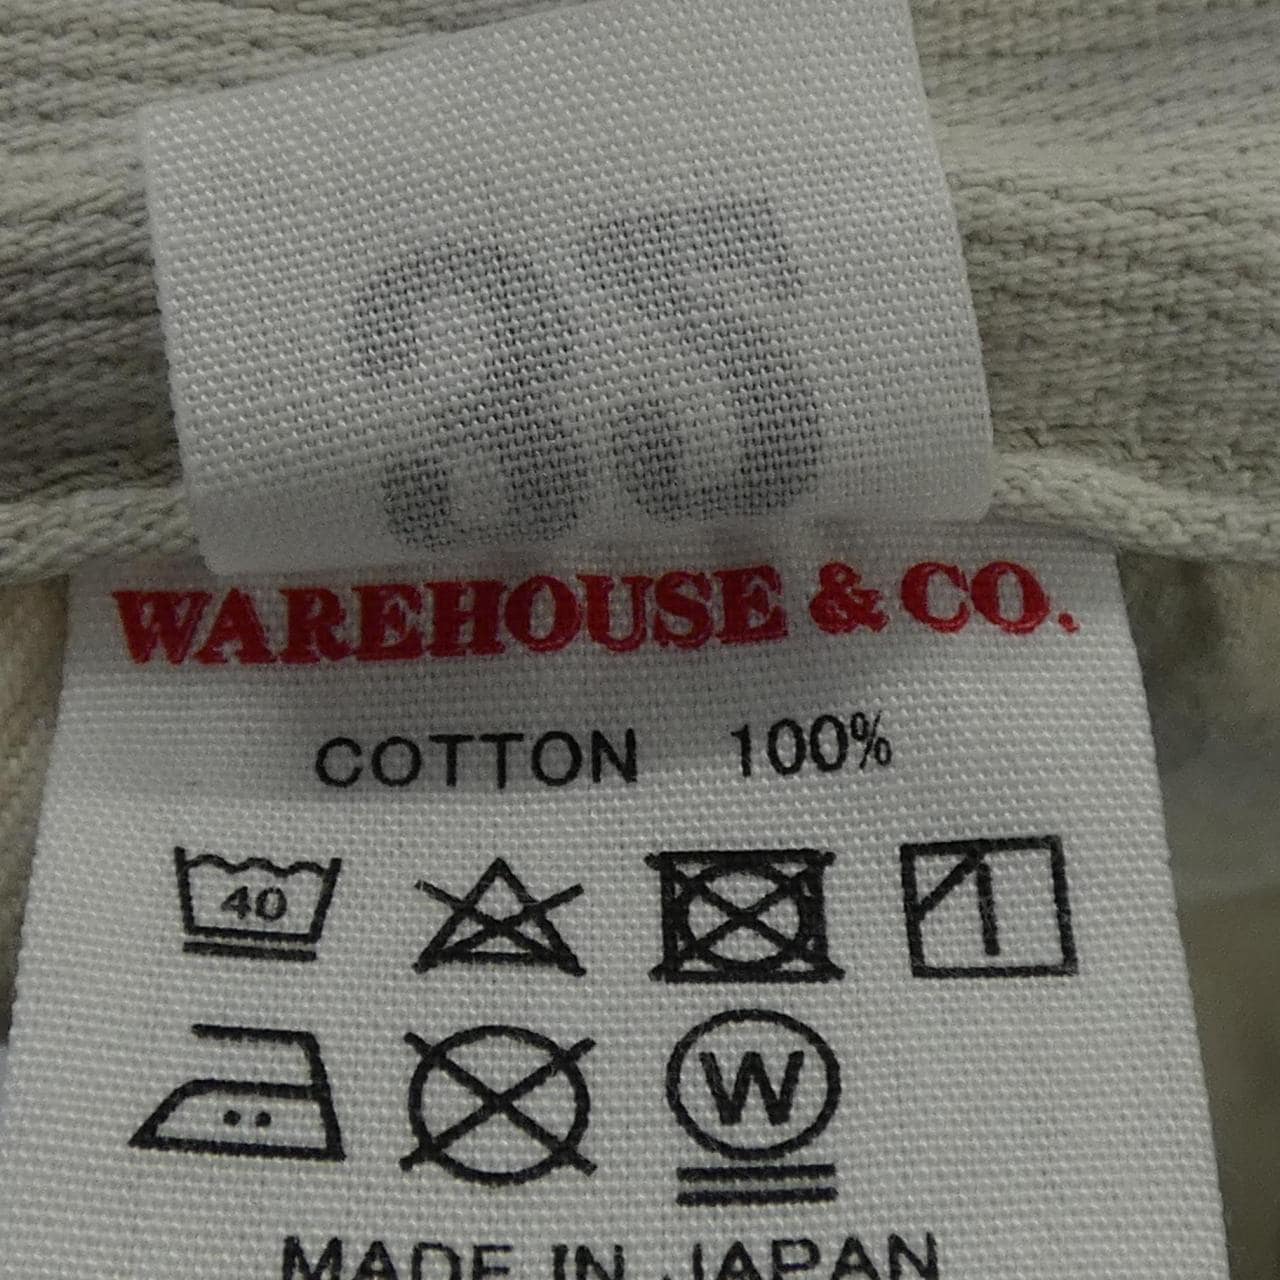 WAREHOUSE & CO.
COTTON 100%
40
W
MADE IN JAPAN